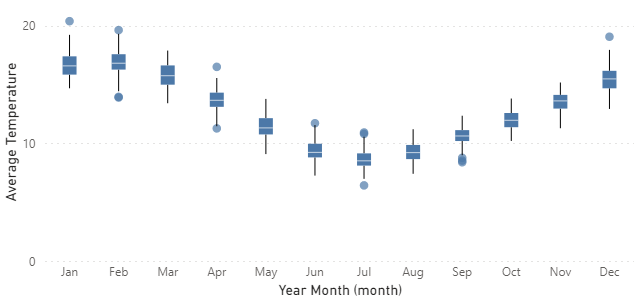 Average Temperature
20
10
0
Jan Feb Mar Apr May Jun Jul Aug Sep Oct Nov Dec
Year Month (month)